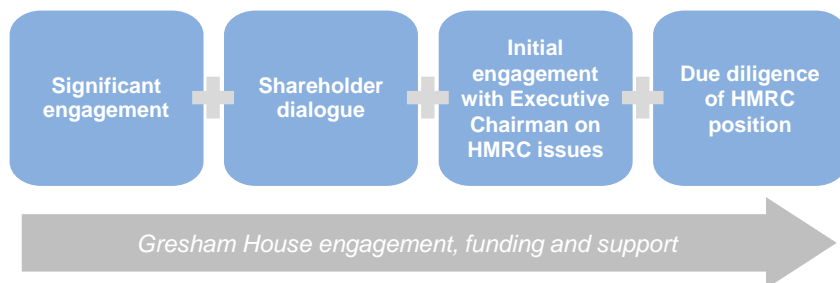 Significant
engagement
Shareholder
dialogue
Initial
engagement
with Executive
Chairman on
HMRC issues
Due diligence
of HMRC
position
Gresham House engagement, funding and support